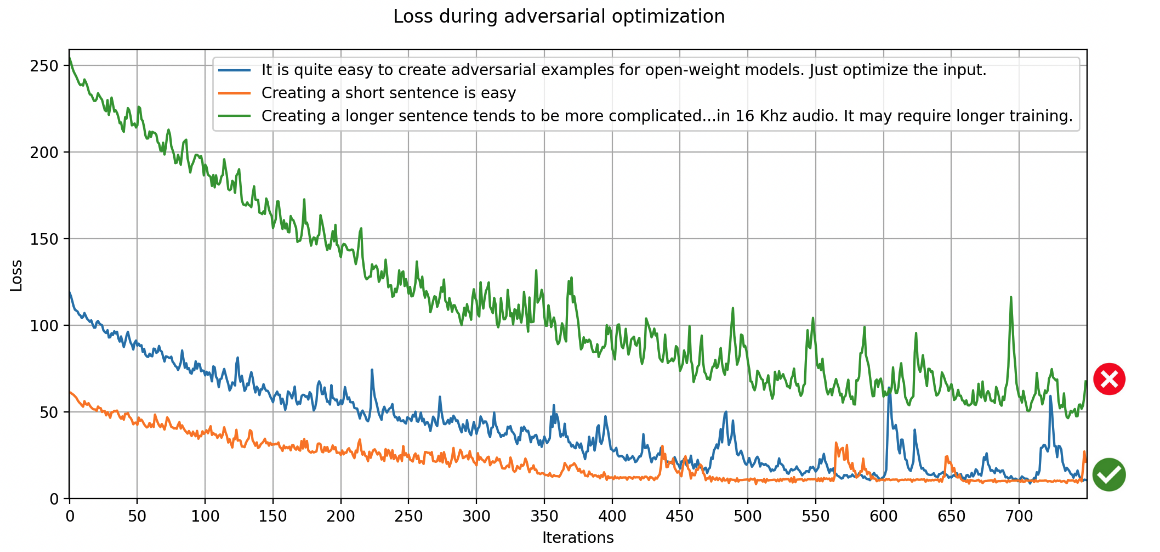 Loss during adversarial optimization
It is quite easy to create adversarial examples for open-weight models. Just optimize the input.
Creating a short sentence is easy
Creating a longer sentence tends to be more complicated...in 16 Khz audio. It may require longer training.
250
200
150
100
50
0
Loss
0 50 100 150 200 250 300 350 400 450 500 550 600 650 700
Iterations